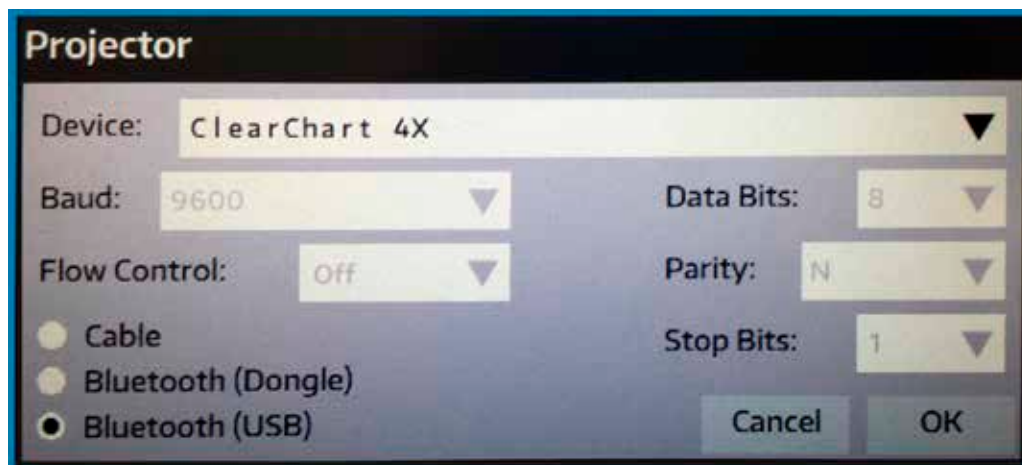 Projector
Device: ClearChart 4X
Baud: 9600 Data Bits: 8
Flow Control: Off Parity: N
Cable Stop Bits: 1
Bluetooth (Dongle)
Bluetooth (USB) Cancel OK